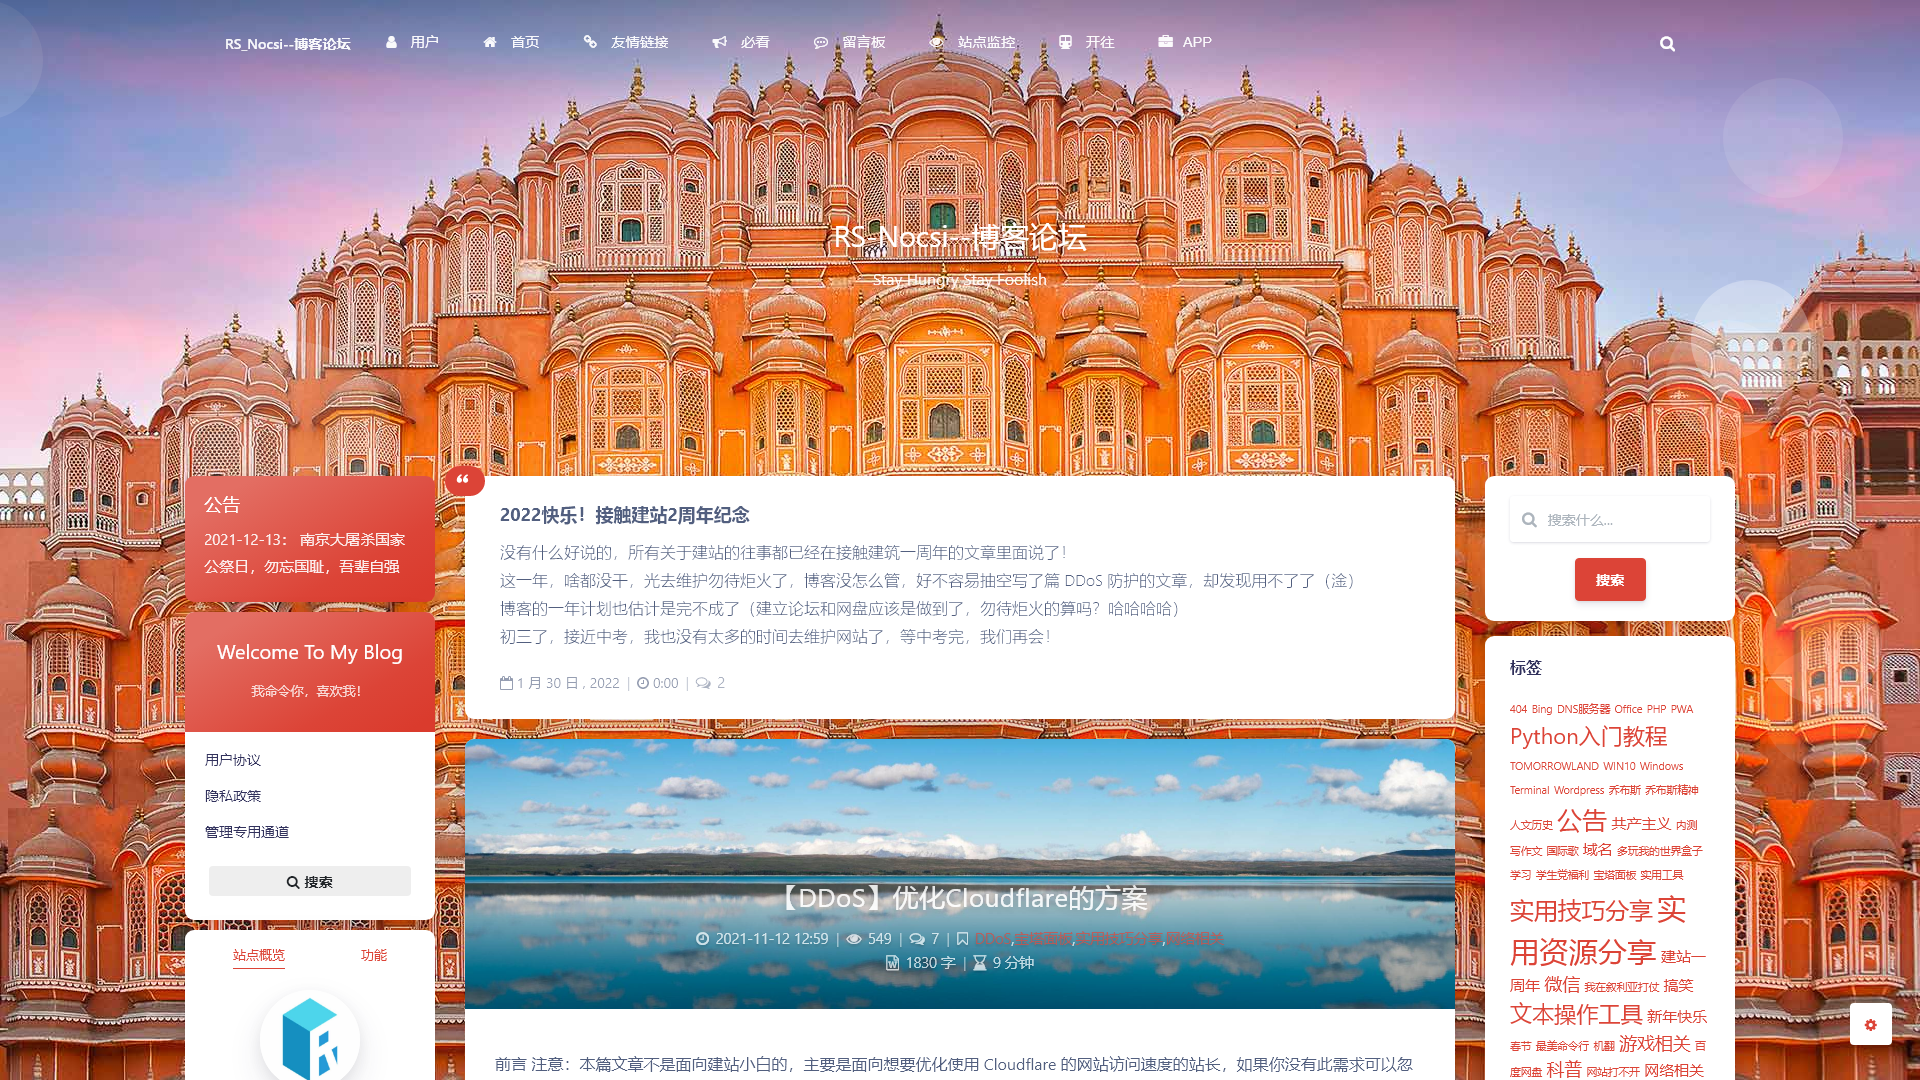 RS_Nocsi--博客论坛
用户
首页
友情链接
必看
留言板
站点监控
开往
APP
RS-Nocsi--博客论坛
Stay Hungry,Stay Foolish
公告
2021-12-13： 南京大屠杀国家
公祭日，勿忘国耻，吾辈自强
Welcome To My Blog
我命令你，喜欢我！
用户协议
隐私政策
管理专用通道
搜索
站点概览
功能
2022快乐！接触建站2周年纪念
没有什么好说的，所有关于建站的往事都已经在接触建筑一周年的文章里面说了！
这一年，啥都没干，光去维护勿待炬火了，博客没怎么管，好不容易抽空写了篇 DDoS 防护的文章，却发现用不了了（淦）
博客的一年计划也估计是完不成了（建立论坛和网盘应该是做到了，勿待炬火的算吗？哈哈哈哈）
初三了，接近中考，我也没有太多的时间去维护网站了，等中考完，我们再会！
1 月 30 日 , 2022 | 0:00 | 2
【DDoS】优化Cloudflare的方案
2021-11-12 12:59 | 549 | 7 | DDoS,宝塔面板,实用技巧分享,网络相关
1830 字 | 9 分钟
前言 注意：本篇文章不是面向建站小白的，主要是面向想要优化使用 Cloudflare 的网站访问速度的站长，如果你没有此需求可以忽
搜索什么...
搜索
标签
404 Bing DNS服务器 Office PHP PWA
Python入门教程
TOMORROWLAND WIN10 Windows
Terminal Wordpress 乔布斯 乔布斯精神
人文历史 公告 共产主义 内测
写作文 国际歌 域名 多玩我的世界盒子
学习 学生党福利 宝塔面板 实用工具
实用技巧分享 实
用资源分享 建站一
周年 微信 我在叙利亚打仗 搞笑
文本操作工具 新年快乐
春节 最美命令行 机翻 游戏相关 百
度网盘 科普 网站打不开 网络相关